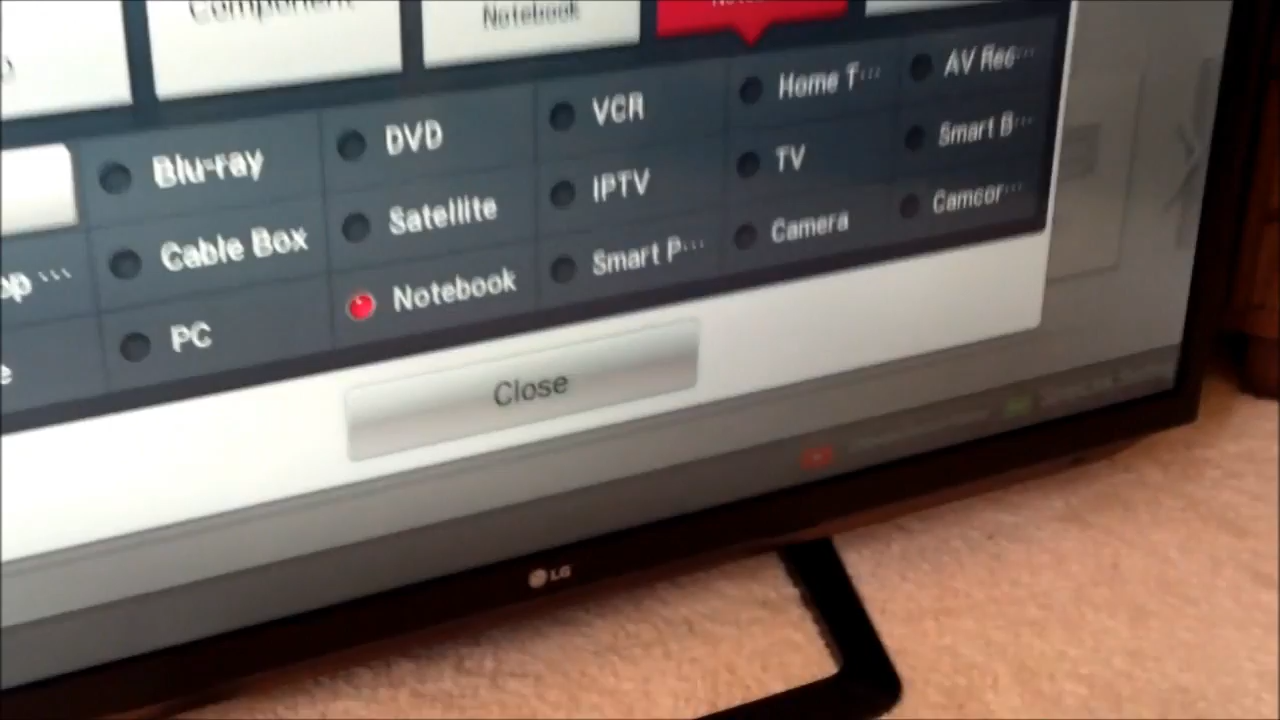 Component
Notebook
Blu-ray DVD VCR Home T··· AV Rec···
Cable Box Satellite IPTV TV Smart B···
PC Notebook Smart P··· Camera Camcor···
Close
LG